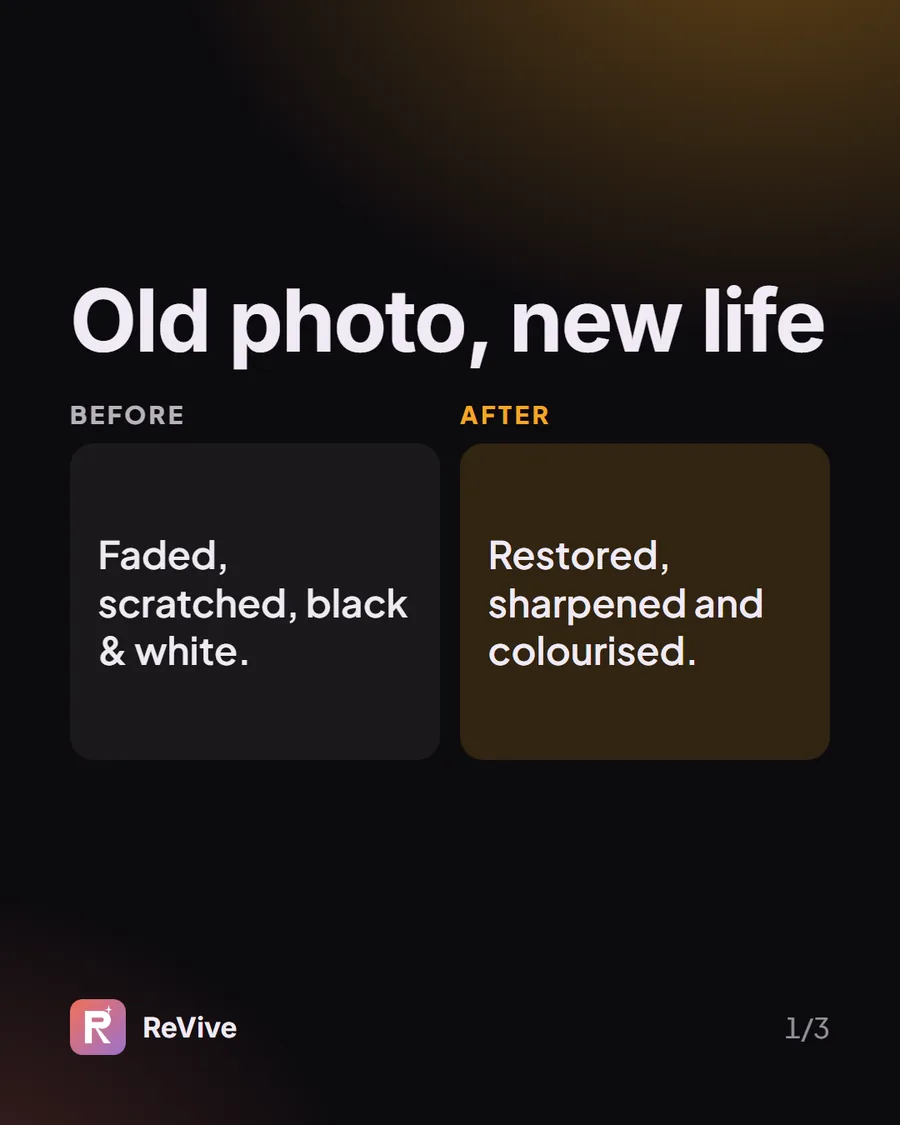 Old photo, new life
BEFORE
Faded,
scratched, black
& white.
AFTER
Restored,
sharpened and
colourised.
R
ReVive
1/3